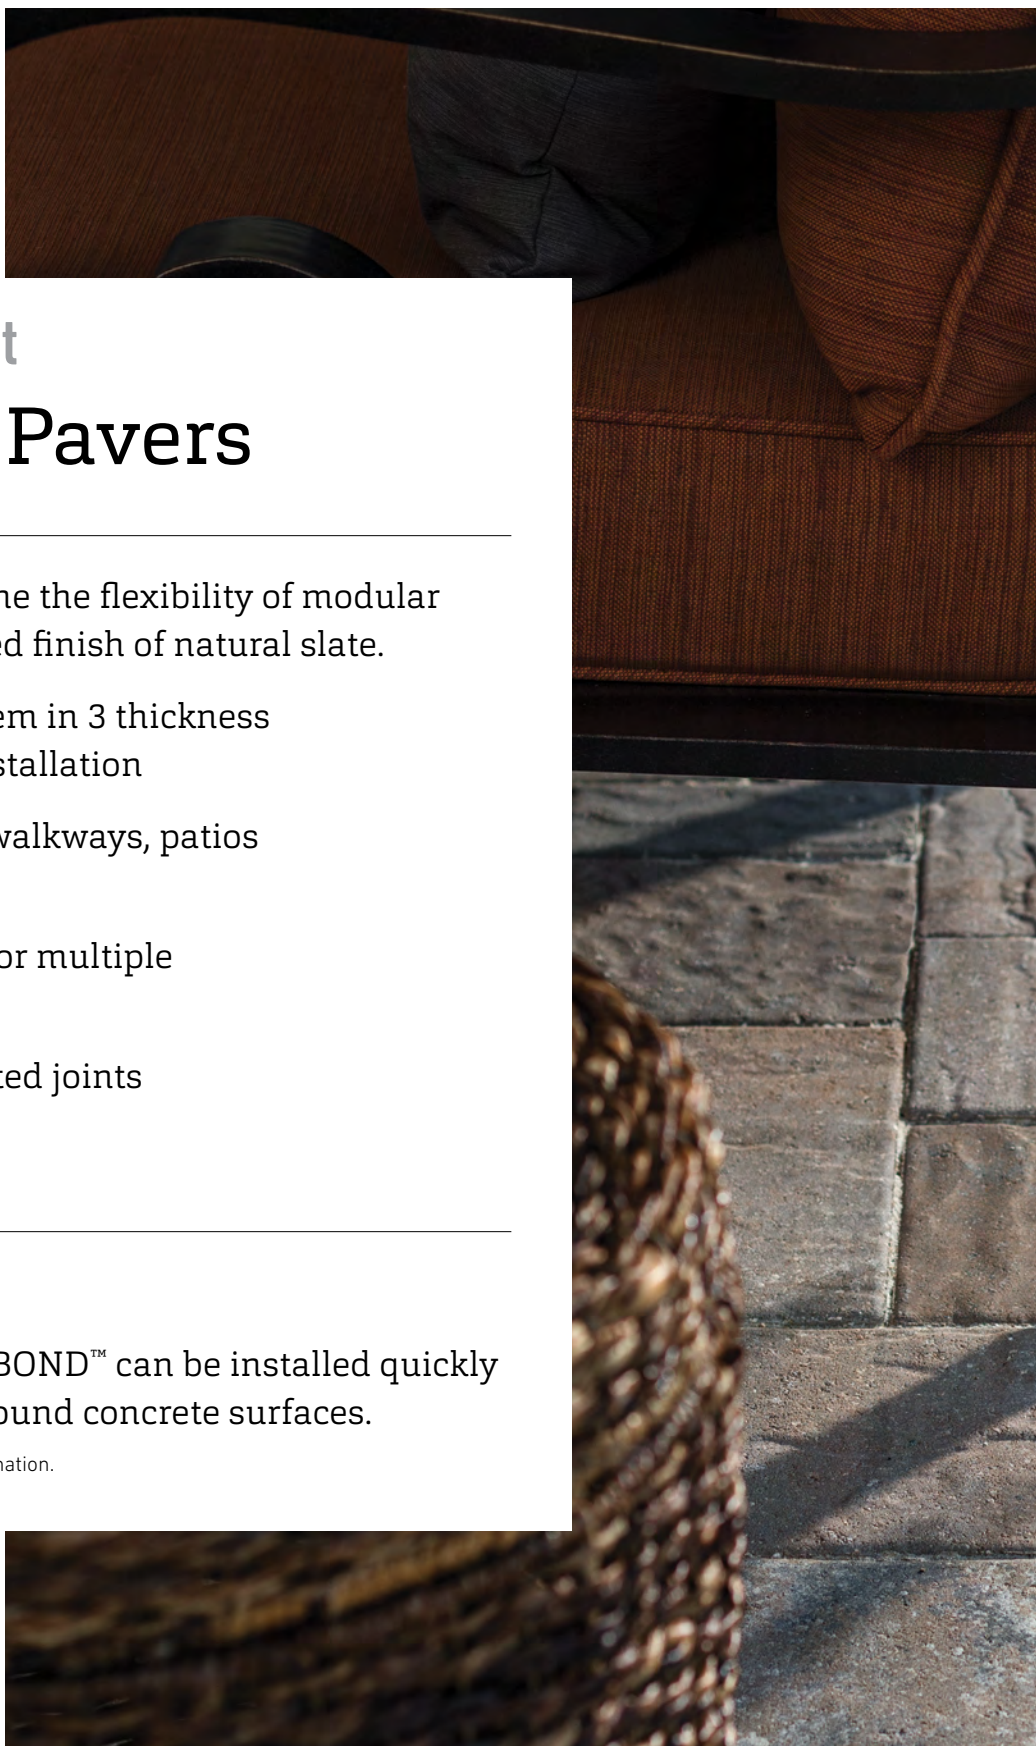 t
Pavers
ne the flexibility of modular
ed finish of natural slate.
em in 3 thickness
stallation
walkways, patios
or multiple
ted joints
BOND™ can be installed quickly
ound concrete surfaces.
nation.